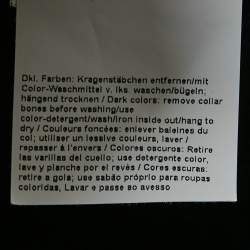 Dkl. Farben: Kragenstäbchen entfernen/mit
Color-Waschmittel v. lks. waschen/bügeln;
hängend trocknen / Dark colors: remove collar
bones before washing/use
color-detergent/wash/iron inside out/hang to
dry / Couleurs foncées: enlever baleines du
col; utiliser un lessive couleurs, laver /
repasser à l'envers / Colores oscuros: Retire
las varillas del cuello; use detergente color,
lave y planche por el revés / Cores escuras:
retire a gola; use sabão próprio para roupas
coloridas, Lavar e passe ao avesso